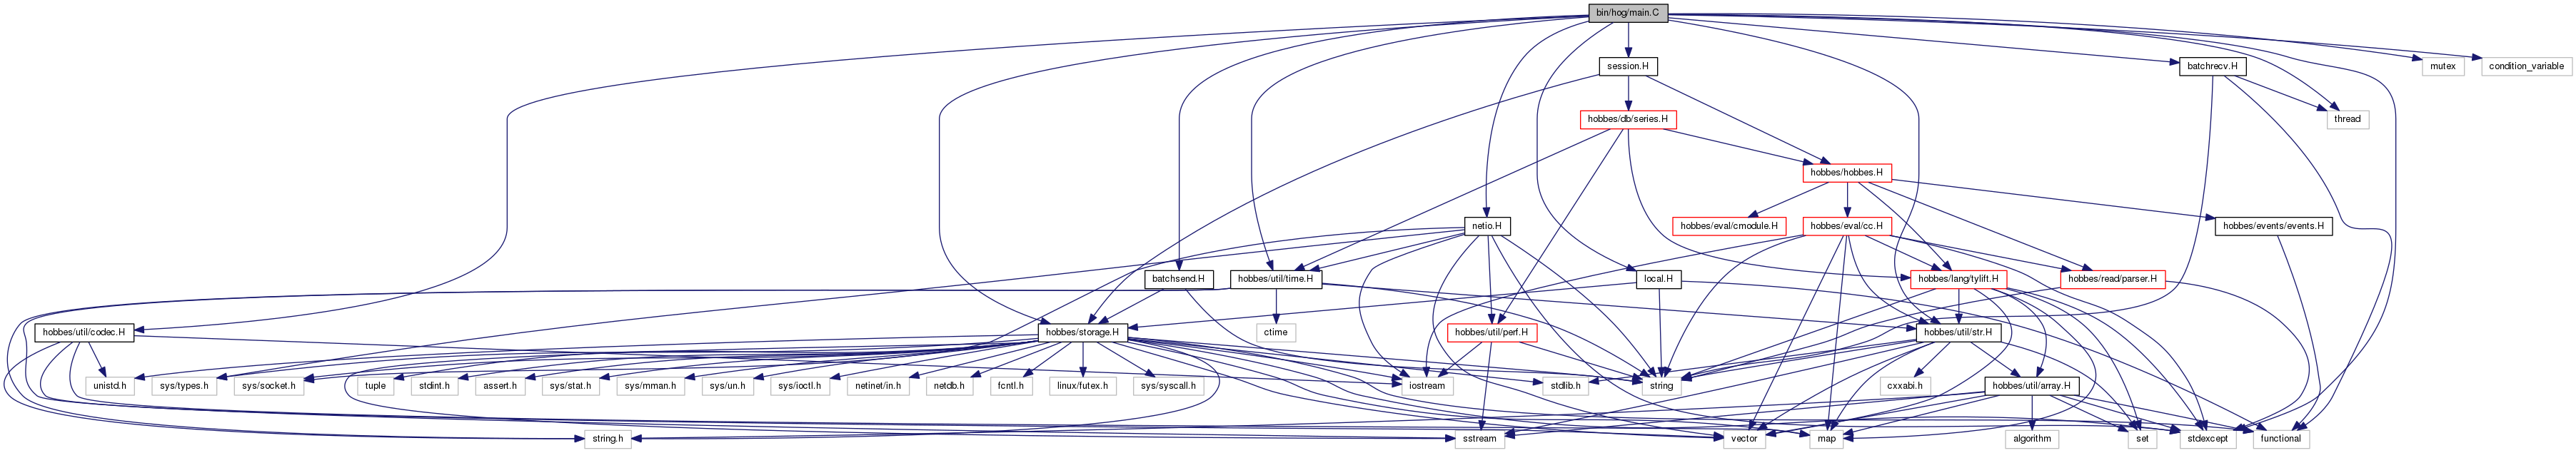 bin/hog/main.C
session.H
batchrecv.H
mutex
condition_variable
hobbes/db/series.H
thread
hobbes/hobbes.H
netio.H
hobbes/eval/cmodule.H
hobbes/eval/cc.H
hobbes/events/events.H
batchsend.H
hobbes/util/time.H
local.H
hobbes/lang/tylift.H
hobbes/read/parser.H
hobbes/util/codec.H
hobbes/storage.H
ctime
hobbes/util/perf.H
hobbes/util/str.H
unistd.h
sys/types.h
sys/socket.h
tuple
stdint.h
assert.h
sys/stat.h
sys/mman.h
sys/un.h
sys/ioctl.h
netinet/in.h
netdb.h
fcntl.h
linux/futex.h
sys/syscall.h
iostream
stdlib.h
string
cxxabi.h
hobbes/util/array.H
string.h
sstream
vector
map
algorithm
set
stdexcept
functional